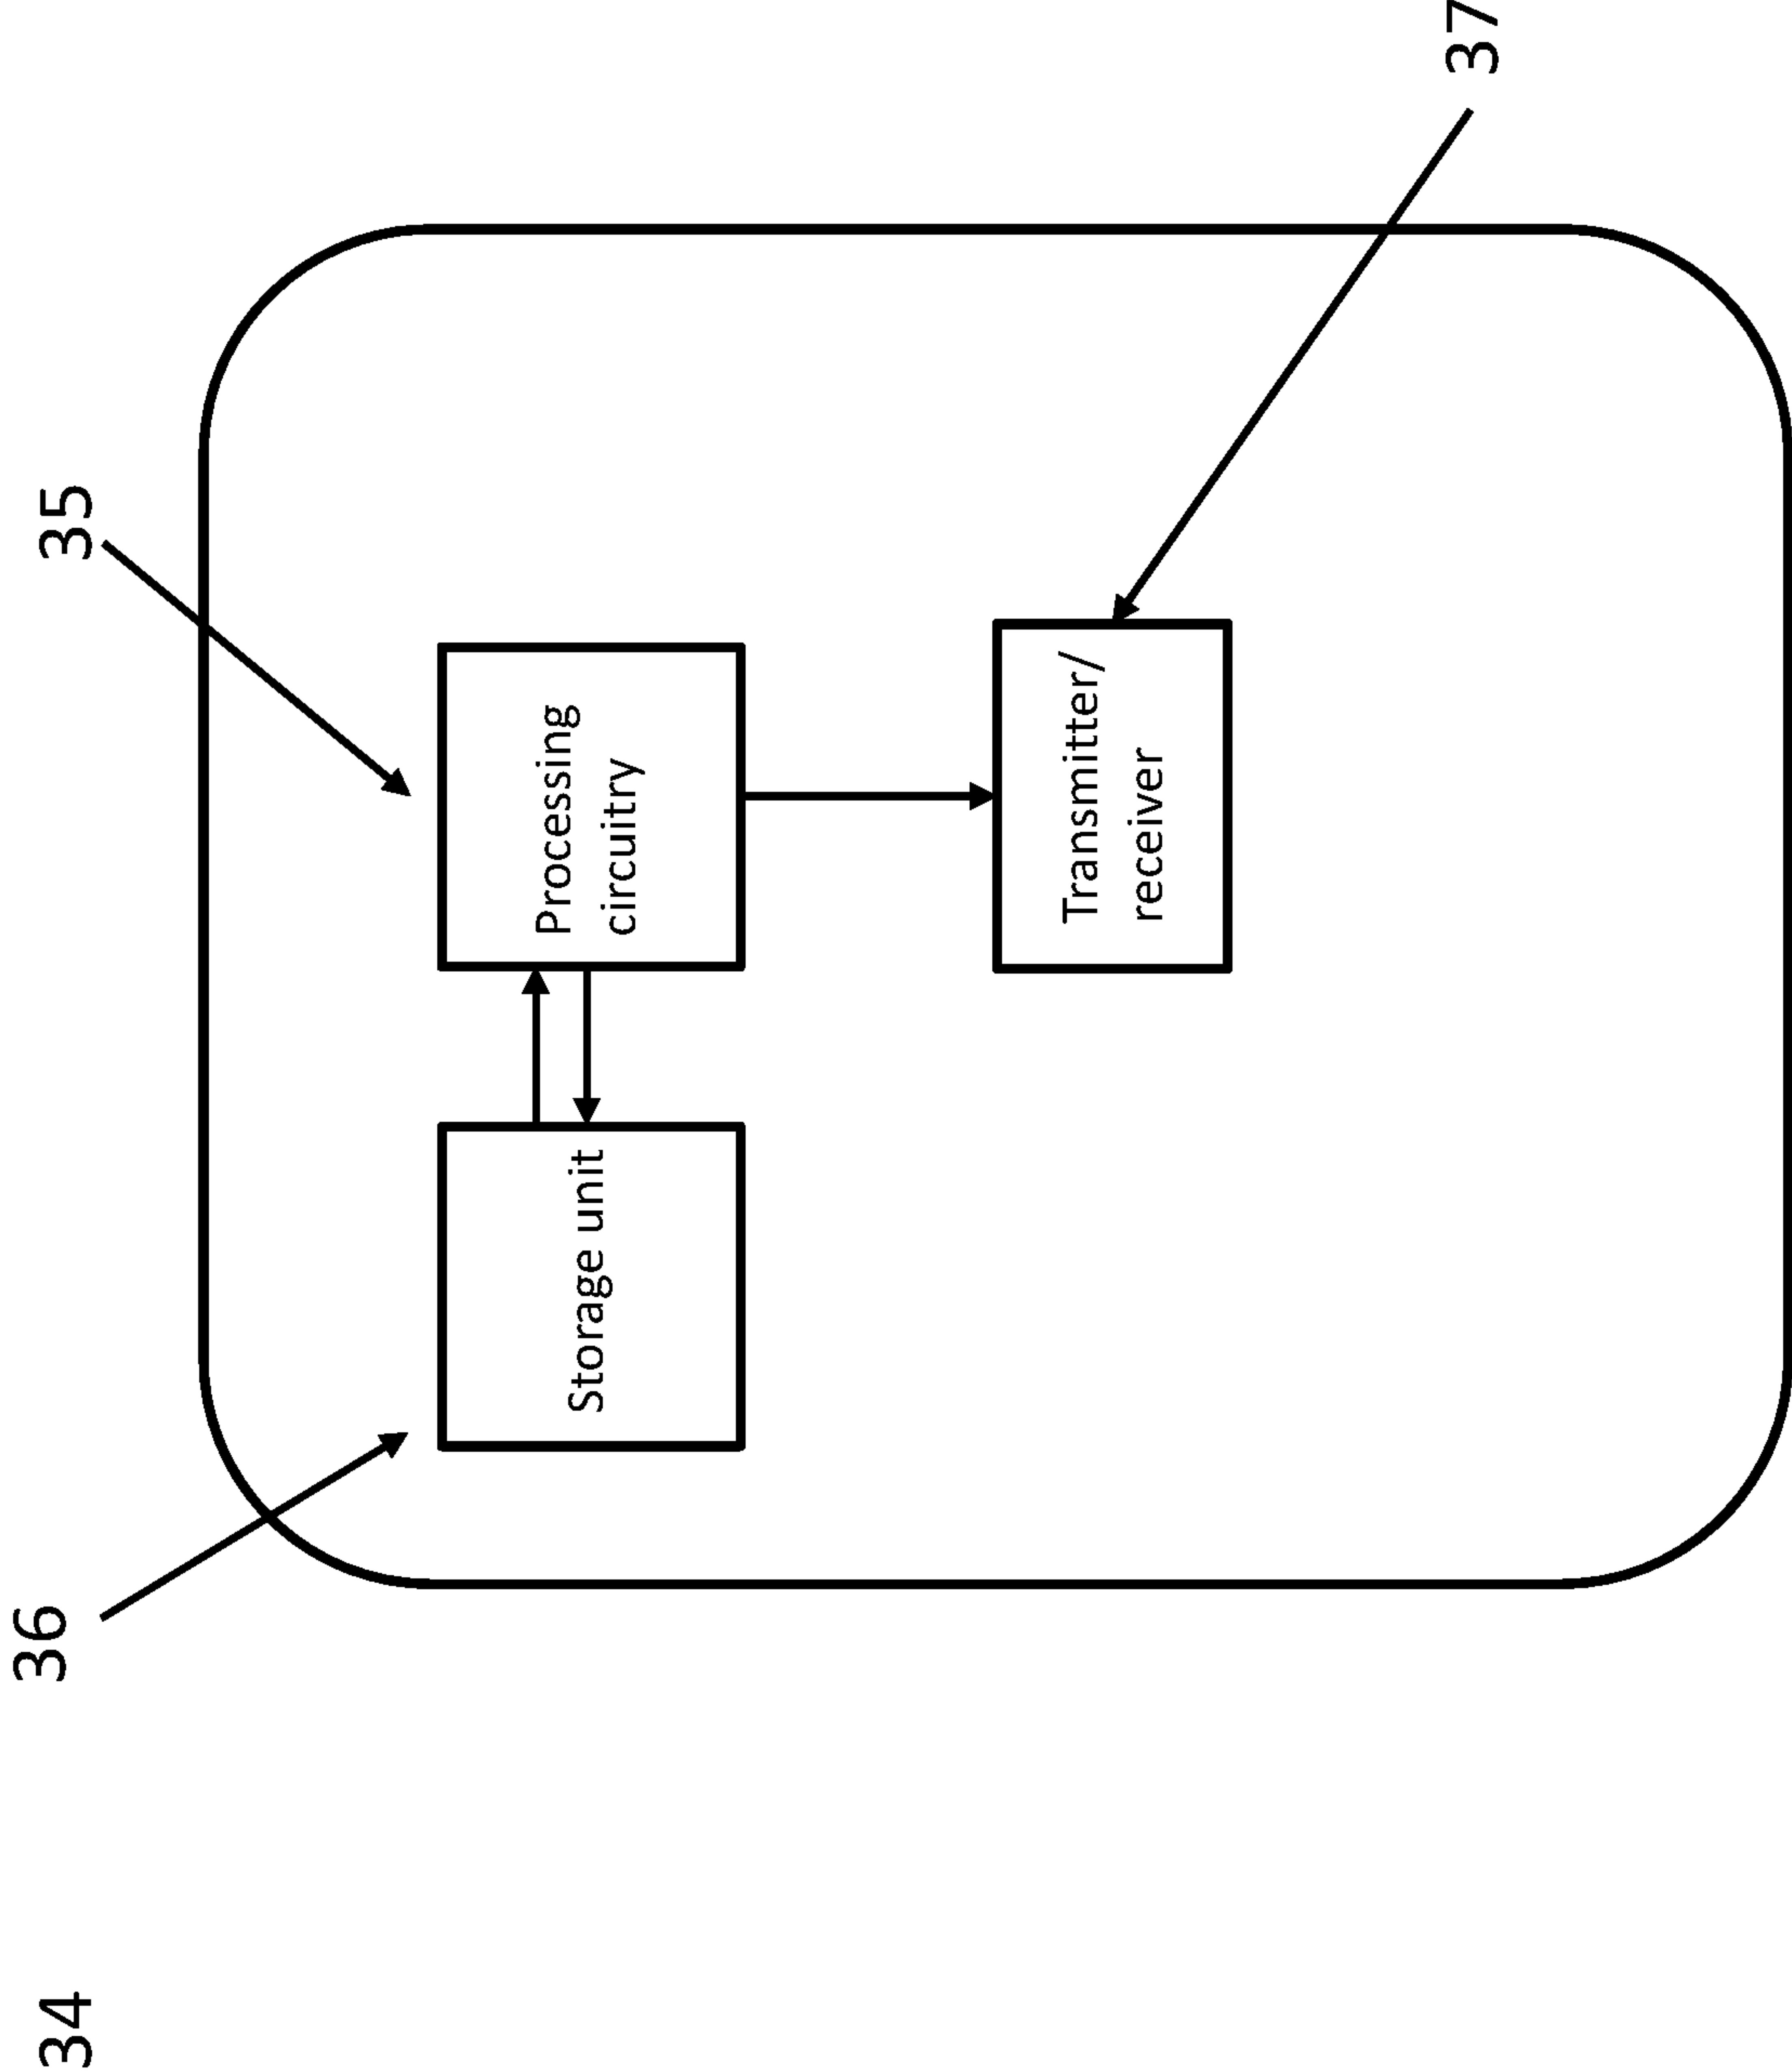 34
36
35
Storage unit
Processing
circuitry
Transmitter/
receiver
37